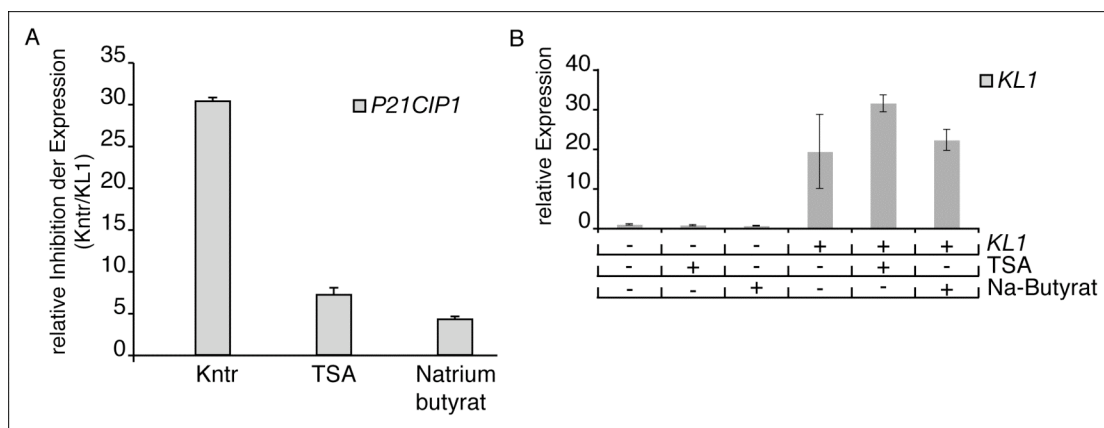 A
relative Inhibition der Expression
(Kntr/KL1)
35
30
25
20
15
10
5
0
P21CIP1
Kntr TSA Natrium
butyrat
B
relative Expression
40
30
20
10
0
KL1
- - - + + + KL1
- + - - + - TSA
- - + - - + Na-Butyrat